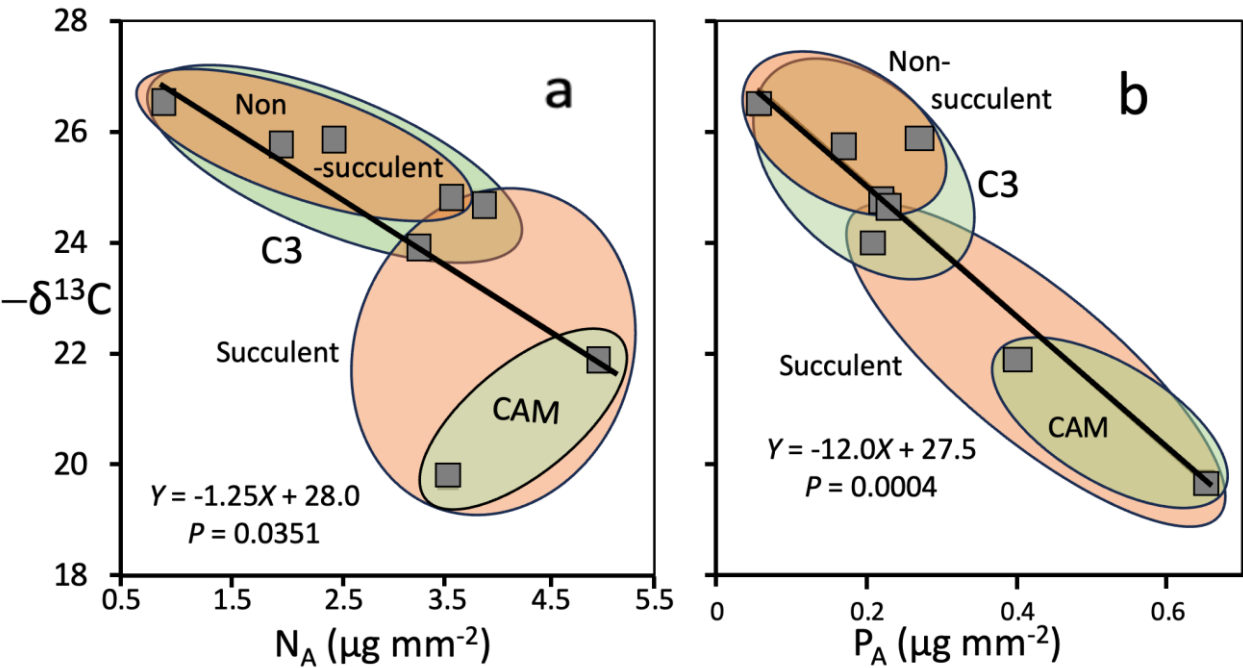 28
26
24
22
20
18
–δ¹³C
a
Non
-succulent
C3
Succulent
CAM
Y = -1.25X + 28.0
P = 0.0351
0.5 1.5 2.5 3.5 4.5 5.5
N_A (µg mm⁻²)
b
Non-
succulent
C3
Succulent
CAM
Y = -12.0X + 27.5
P = 0.0004
0 0.2 0.4 0.6
P_A (µg mm⁻²)